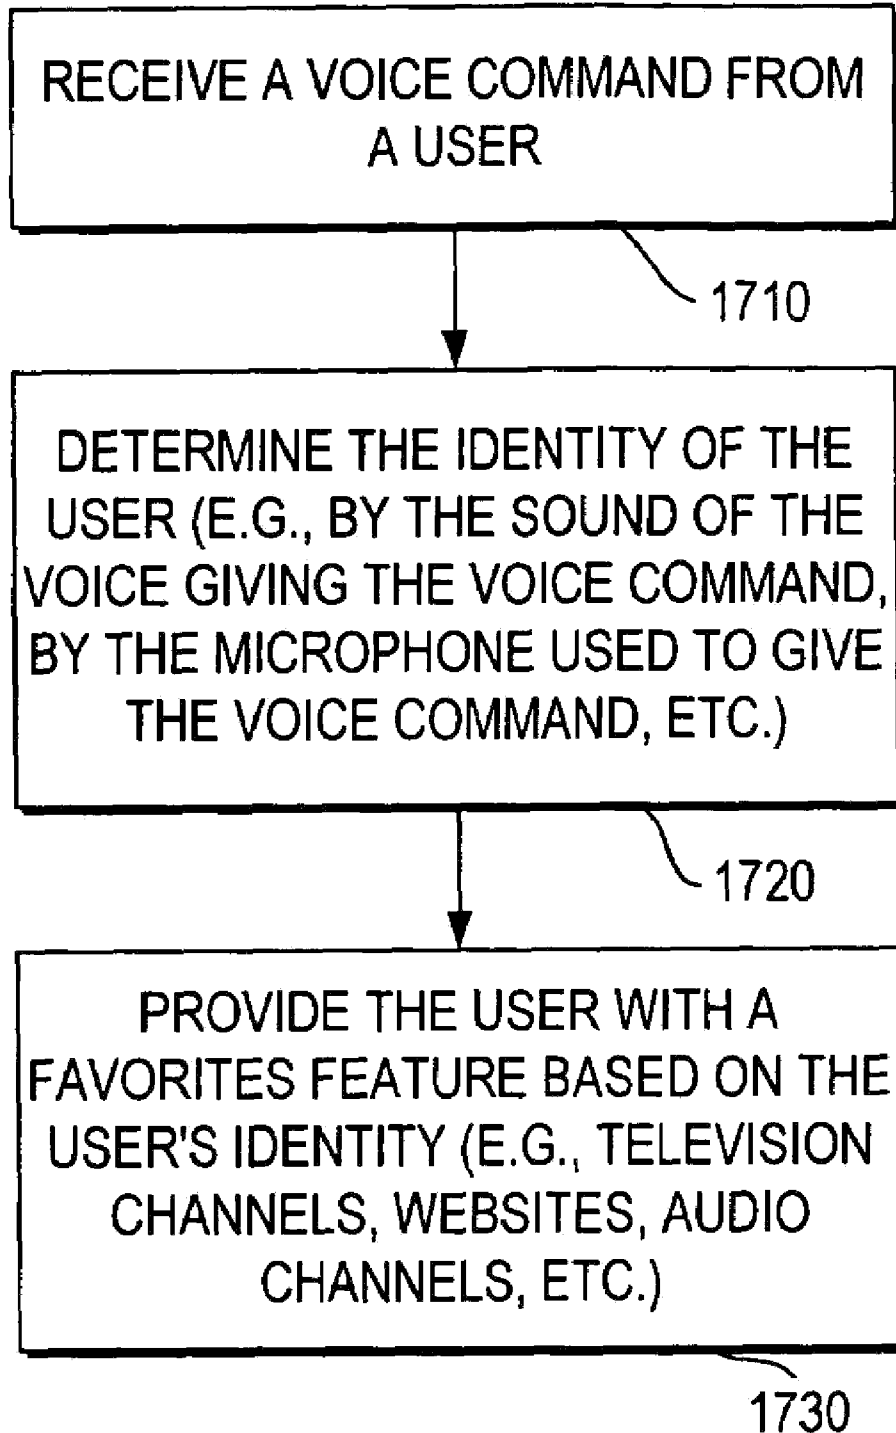 RECEIVE A VOICE COMMAND FROM
A USER
1710
DETERMINE THE IDENTITY OF THE
USER (E.G., BY THE SOUND OF THE
VOICE GIVING THE VOICE COMMAND,
BY THE MICROPHONE USED TO GIVE
THE VOICE COMMAND, ETC.)
1720
PROVIDE THE USER WITH A
FAVORITES FEATURE BASED ON THE
USER'S IDENTITY (E.G., TELEVISION
CHANNELS, WEBSITES, AUDIO
CHANNELS, ETC.)
1730